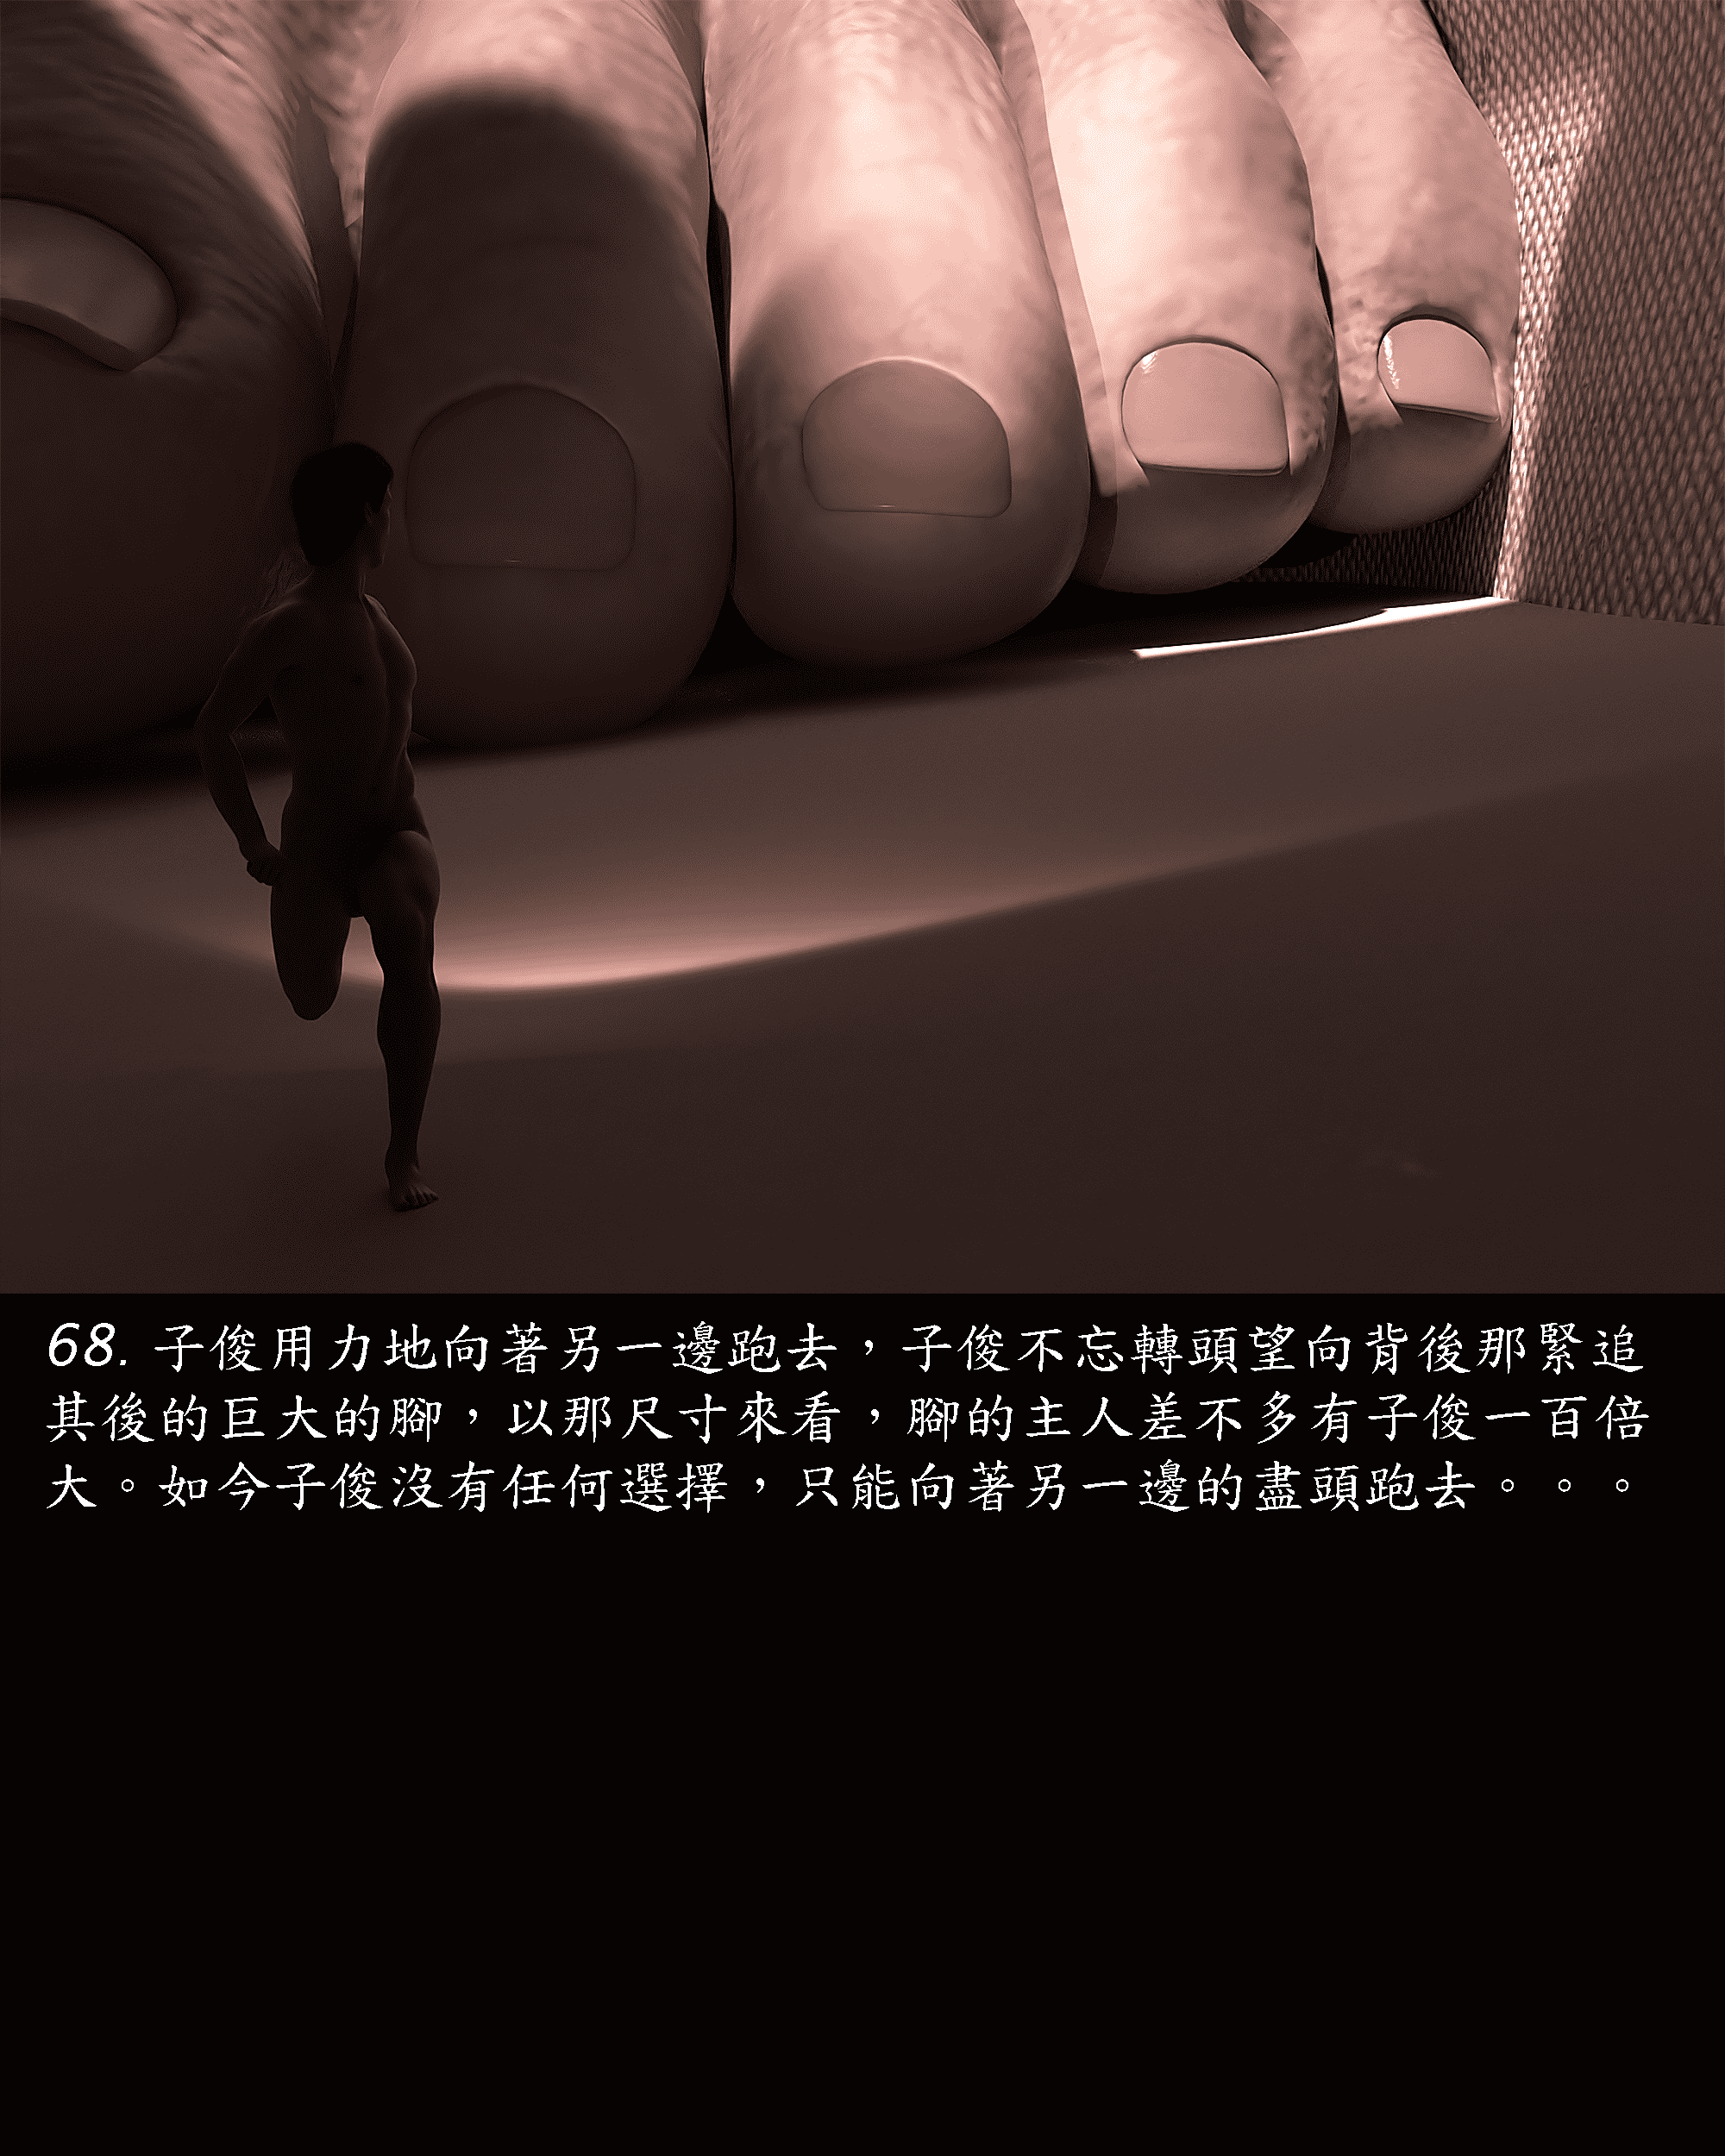 68. 子俊用力地向著另一邊跑去，子俊不忘轉頭望向背後那緊追
其後的巨大的腳，以那尺寸來看，腳的主人差不多有子俊一百倍
大。如今子俊沒有任何選擇，只能向著另一邊的盡頭跑去。。。